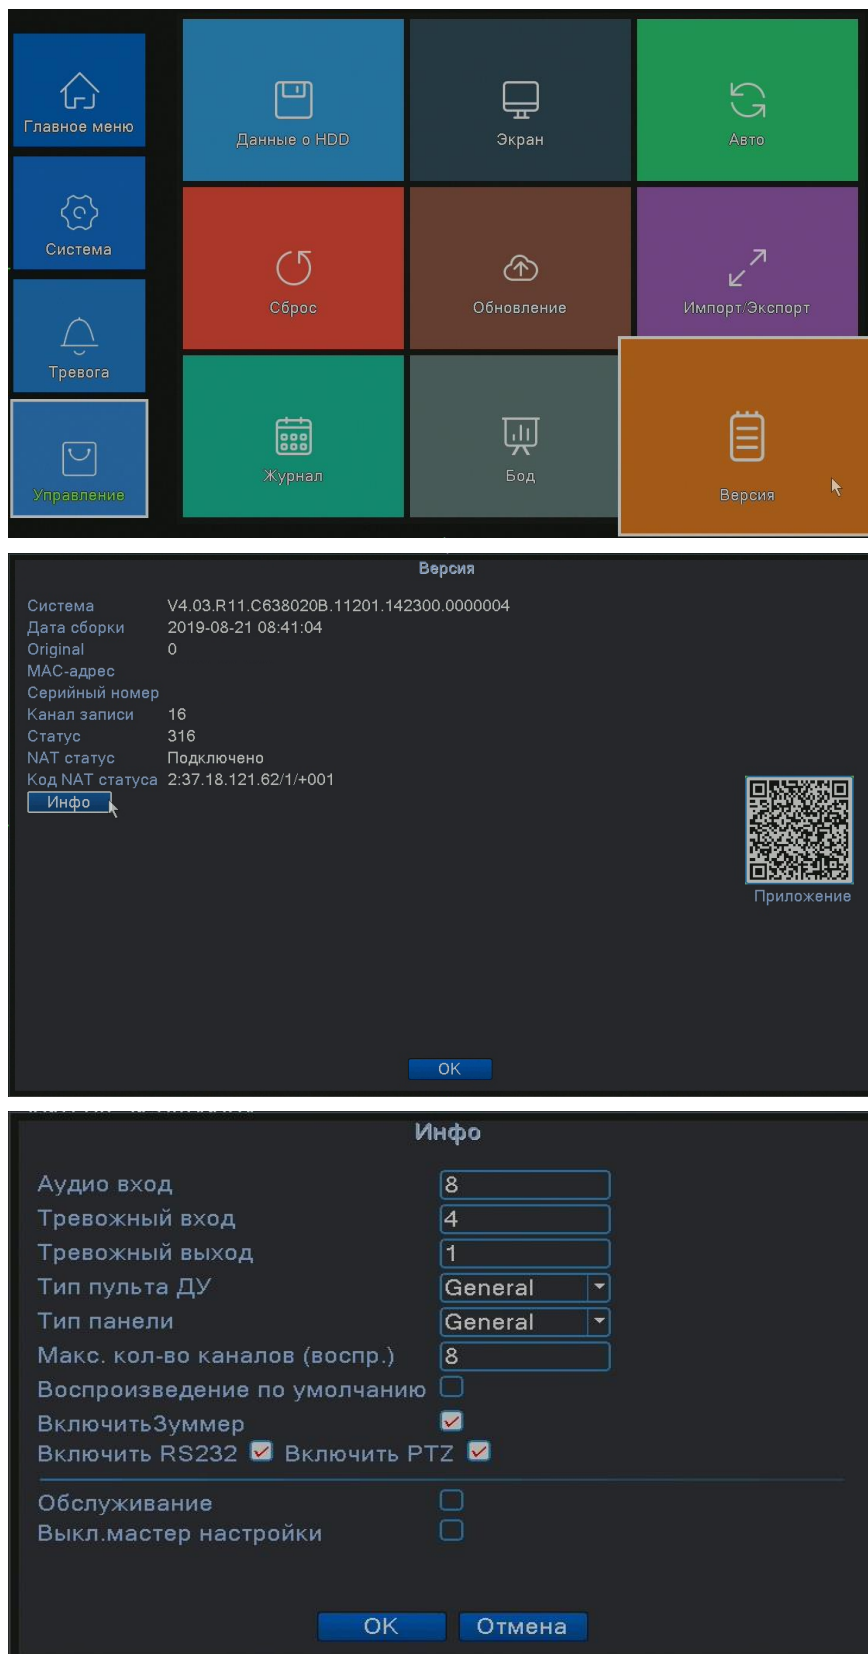 Главное меню
Данные о HDD
Экран
Авто
Система
Сброс
Обновление
Импорт/Экспорт
Тревога
Управление
Журнал
Бод
Версия
Версия
Система V4.03.R11.C638020B.11201.142300.0000004
Дата сборки 2019-08-21 08:41:04
Original 0
MAC-адрес
Серийный номер
Канал записи 16
Статус 316
NAT статус Подключено
Код NAT статуса 2:37.18.121.62/1/+001
Инфо
Приложение
OK
Инфо
Аудио вход 8
Тревожный вход 4
Тревожный выход 1
Тип пульта ДУ General
Тип панели General
Макс. кол-во каналов (воспр.) 8
Воспроизведение по умолчанию
ВключитьЗуммер
Включить RS232 Включить PTZ
Обслуживание
Выкл.мастер настройки
OK Отмена